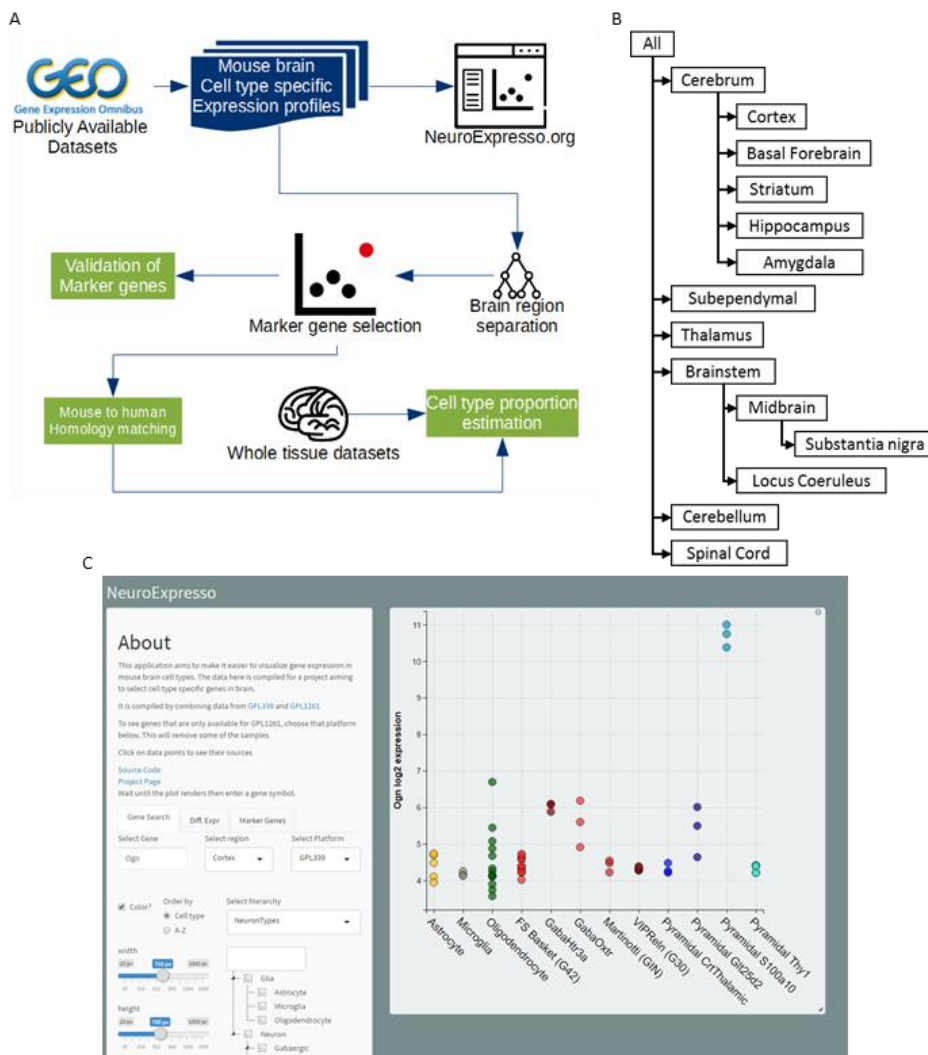 A
GEO
Gene Expression Omnibus
Publicly Available
Datasets
Mouse brain
Cell type specific
Expression profiles
NeuroExpresso.org
Validation of
Marker genes
Marker gene selection
Brain region
separation
Mouse to human
Homology matching
Whole tissue datasets
Cell type proportion
estimation
B
All
Cerebrum
Cortex
Basal Forebrain
Striatum
Hippocampus
Amygdala
Subependymal
Thalamus
Brainstem
Midbrain
Substantia nigra
Locus Coeruleus
Cerebellum
Spinal Cord
C
NeuroExpresso
About
This application aims to make it easier to visualize gene expression in
mouse brain cell types. The data here is compiled for a project aiming
to select cell type specific genes in brain.
It is compiled by combining data from GPL339 and GPL1261
To see genes that are only available for GPL1261, choose that platform
below. This will remove some of the samples
Click on data points to see their sources
Source Code
Project Page
Wait until the plot renders then enter a gene symbol.
Gene Search Diff. Expr Marker Genes
Select Gene Select region Select Platform
Ogn Cortex GPL339
Color? Order by Select hierarchy
Cell type NeuronTypes
A-Z
width
height
Glia
Astrocyte
Microglia
Oligodendrocyte
Neuron
Gabaergic
Ogn log2 expression
11
10
9
8
7
6
5
4
Astrocyte
Microglia
Oligodendrocyte
FS Basket (G42)
GabaHtr3a
GabaOxtr
Martinotti (GIN)
VIPReln (G30)
Pyramidal CrtThalamic
Pyramidal Glt25d2
Pyramidal S100a10
Pyramidal Thy1